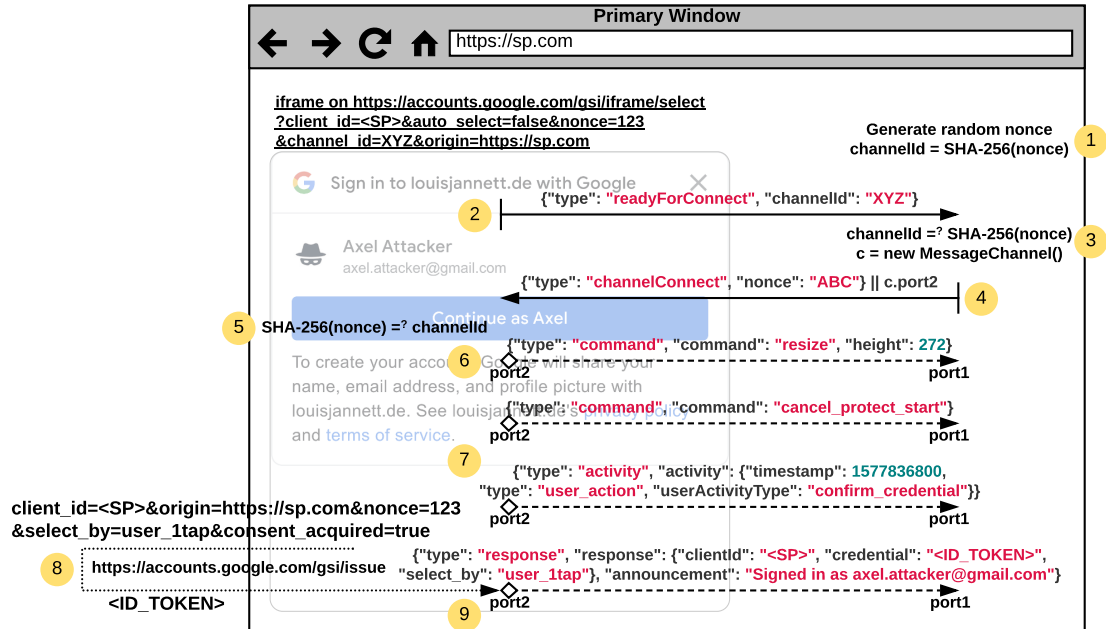 Primary Window
https://sp.com
iframe on https://accounts.google.com/gsi/iframe/select
?client_id=<SP>&auto_select=false&nonce=123
&channel_id=XYZ&origin=https://sp.com
Generate random nonce
channelId = SHA-256(nonce)
1
Sign in to louisjannett.de with Google
{"type": "readyForConnect", "channelId": "XYZ"}
2
channelId =? SHA-256(nonce)
c = new MessageChannel()
3
Axel Attacker
axel.attacker@gmail.com
{"type": "channelConnect", "nonce": "ABC"} || c.port2
4
Continue as Axel
5
SHA-256(nonce) =? channelId
{"type": "command", "command": "resize", "height": 272}
6
port2
port1
To create your account, Google will share your
name, email address, and profile picture with
louisjannett.de. See louisjannett.de's privacy policy
and terms of service.
{"type": "command", "command": "cancel_protect_start"}
port2
port1
7
{"type": "activity", "activity": {"timestamp": 1577836800,
"type": "user_action", "userActivityType": "confirm_credential"}}
port2
port1
client_id=<SP>&origin=https://sp.com&nonce=123
&select_by=user_1tap&consent_acquired=true
8
https://accounts.google.com/gsi/issue
<ID_TOKEN>
{"type": "response", "response": {"clientId": "<SP>", "credential": "<ID_TOKEN>",
"select_by": "user_1tap"}, "announcement": "Signed in as axel.attacker@gmail.com"}
9
port2
port1